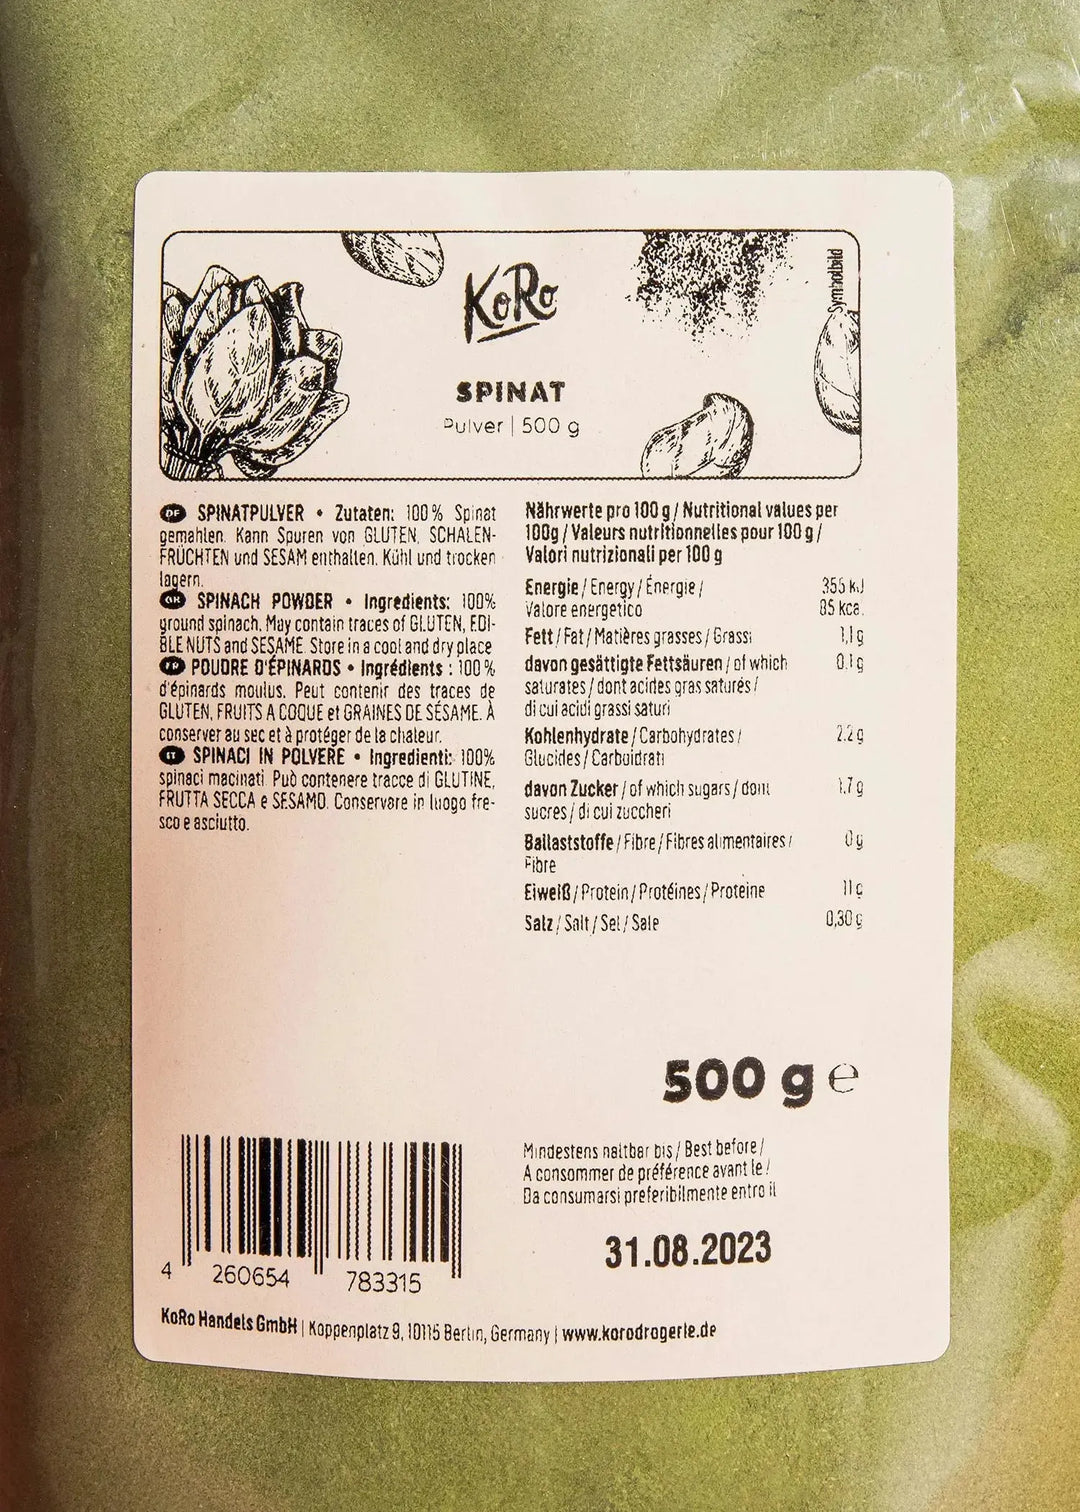 KoRo
Symbolbild
SPINAT
Pulver | 500 g
DE SPINATPULVER • Zutaten: 100 % Spinat
gemahlen. Kann Spuren von GLUTEN, SCHALEN-
FRÜCHTEN und SESAM enthalten. Kühl und trocken
lagern.
SPINACH POWDER • Ingredients: 100%
ground spinach. May contain traces of GLUTEN, EDI-
BLE NUTS and SESAME. Store in a cool and dry place
FR POUDRE D'ÉPINARDS • Ingrédients : 100 %
d'épinards moulus. Peut contenir des traces de
GLUTEN, FRUITS A COQUE et GRAINES DE SÉSAME. À
conserver au sec et à protéger de la chaleur.
IT SPINACI IN POLVERE • Ingredienti: 100%
spinaci macinati. Può contenere tracce di GLUTINE,
FRUTTA SECCA e SESAMO. Conservare in luogo fre-
sco e asciutto.
Nährwerte pro 100 g / Nutritional values per
100g / Valeurs nutritionnelles pour 100 g /
Valori nutrizionali per 100 g
Energie / Energy / Énergie / 355 kJ
Valore energetico 85 kcal
Fett / Fat / Matières grasses / Grassi 1,1 g
davon gesättigte Fettsäuren / of which 0.1 g
saturates / dont acides gras saturés /
di cui acidi grassi saturi
Kohlenhydrate / Carbohydrates / 2.2 g
Glucides / Carboidrati
davon Zucker / of which sugars / dont 1.7 g
sucres / di cui zuccheri
Ballaststoffe / Fibre / Fibres alimentaires / 0 g
Fibre
Eiweiß / Protein / Protéines / Proteine 11 g
Salz / Salt / Sel / Sale 0,30 g
500 g e
Mindestens haltbar bis / Best before /
A consommer de préférence avant le /
Da consumarsi preferibilmente entro il
31.08.2023
4 260654 783315
KoRo Handels GmbH | Koppenplatz 9, 10115 Berlin, Germany | www.korodrogerie.de